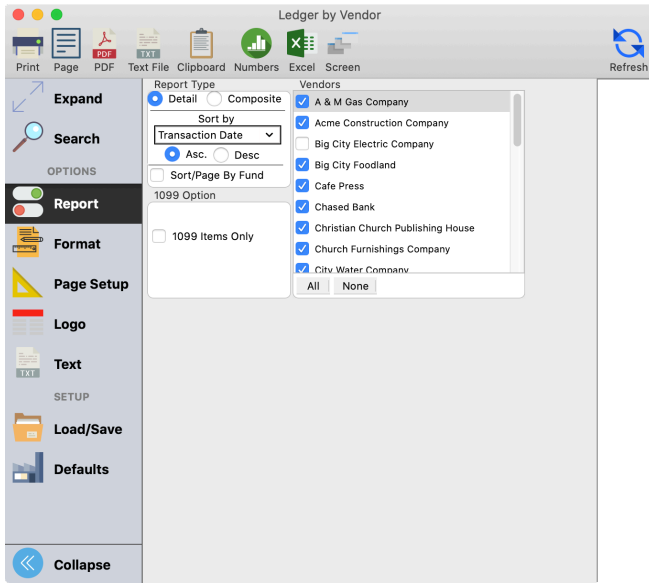 Ledger by Vendor
Print Page PDF Text File Clipboard Numbers Excel Screen Refresh
PDF
TXT
Expand
Search
OPTIONS
Report
Format
Page Setup
Logo
Text
TXT
SETUP
Load/Save
Defaults
Collapse
Report Type
Detail Composite
Sort by
Transaction Date
Asc. Desc
Sort/Page By Fund
1099 Option
1099 Items Only
Vendors
A & M Gas Company
Acme Construction Company
Big City Electric Company
Big City Foodland
Cafe Press
Chased Bank
Christian Church Publishing House
Church Furnishings Company
City Water Company
All None